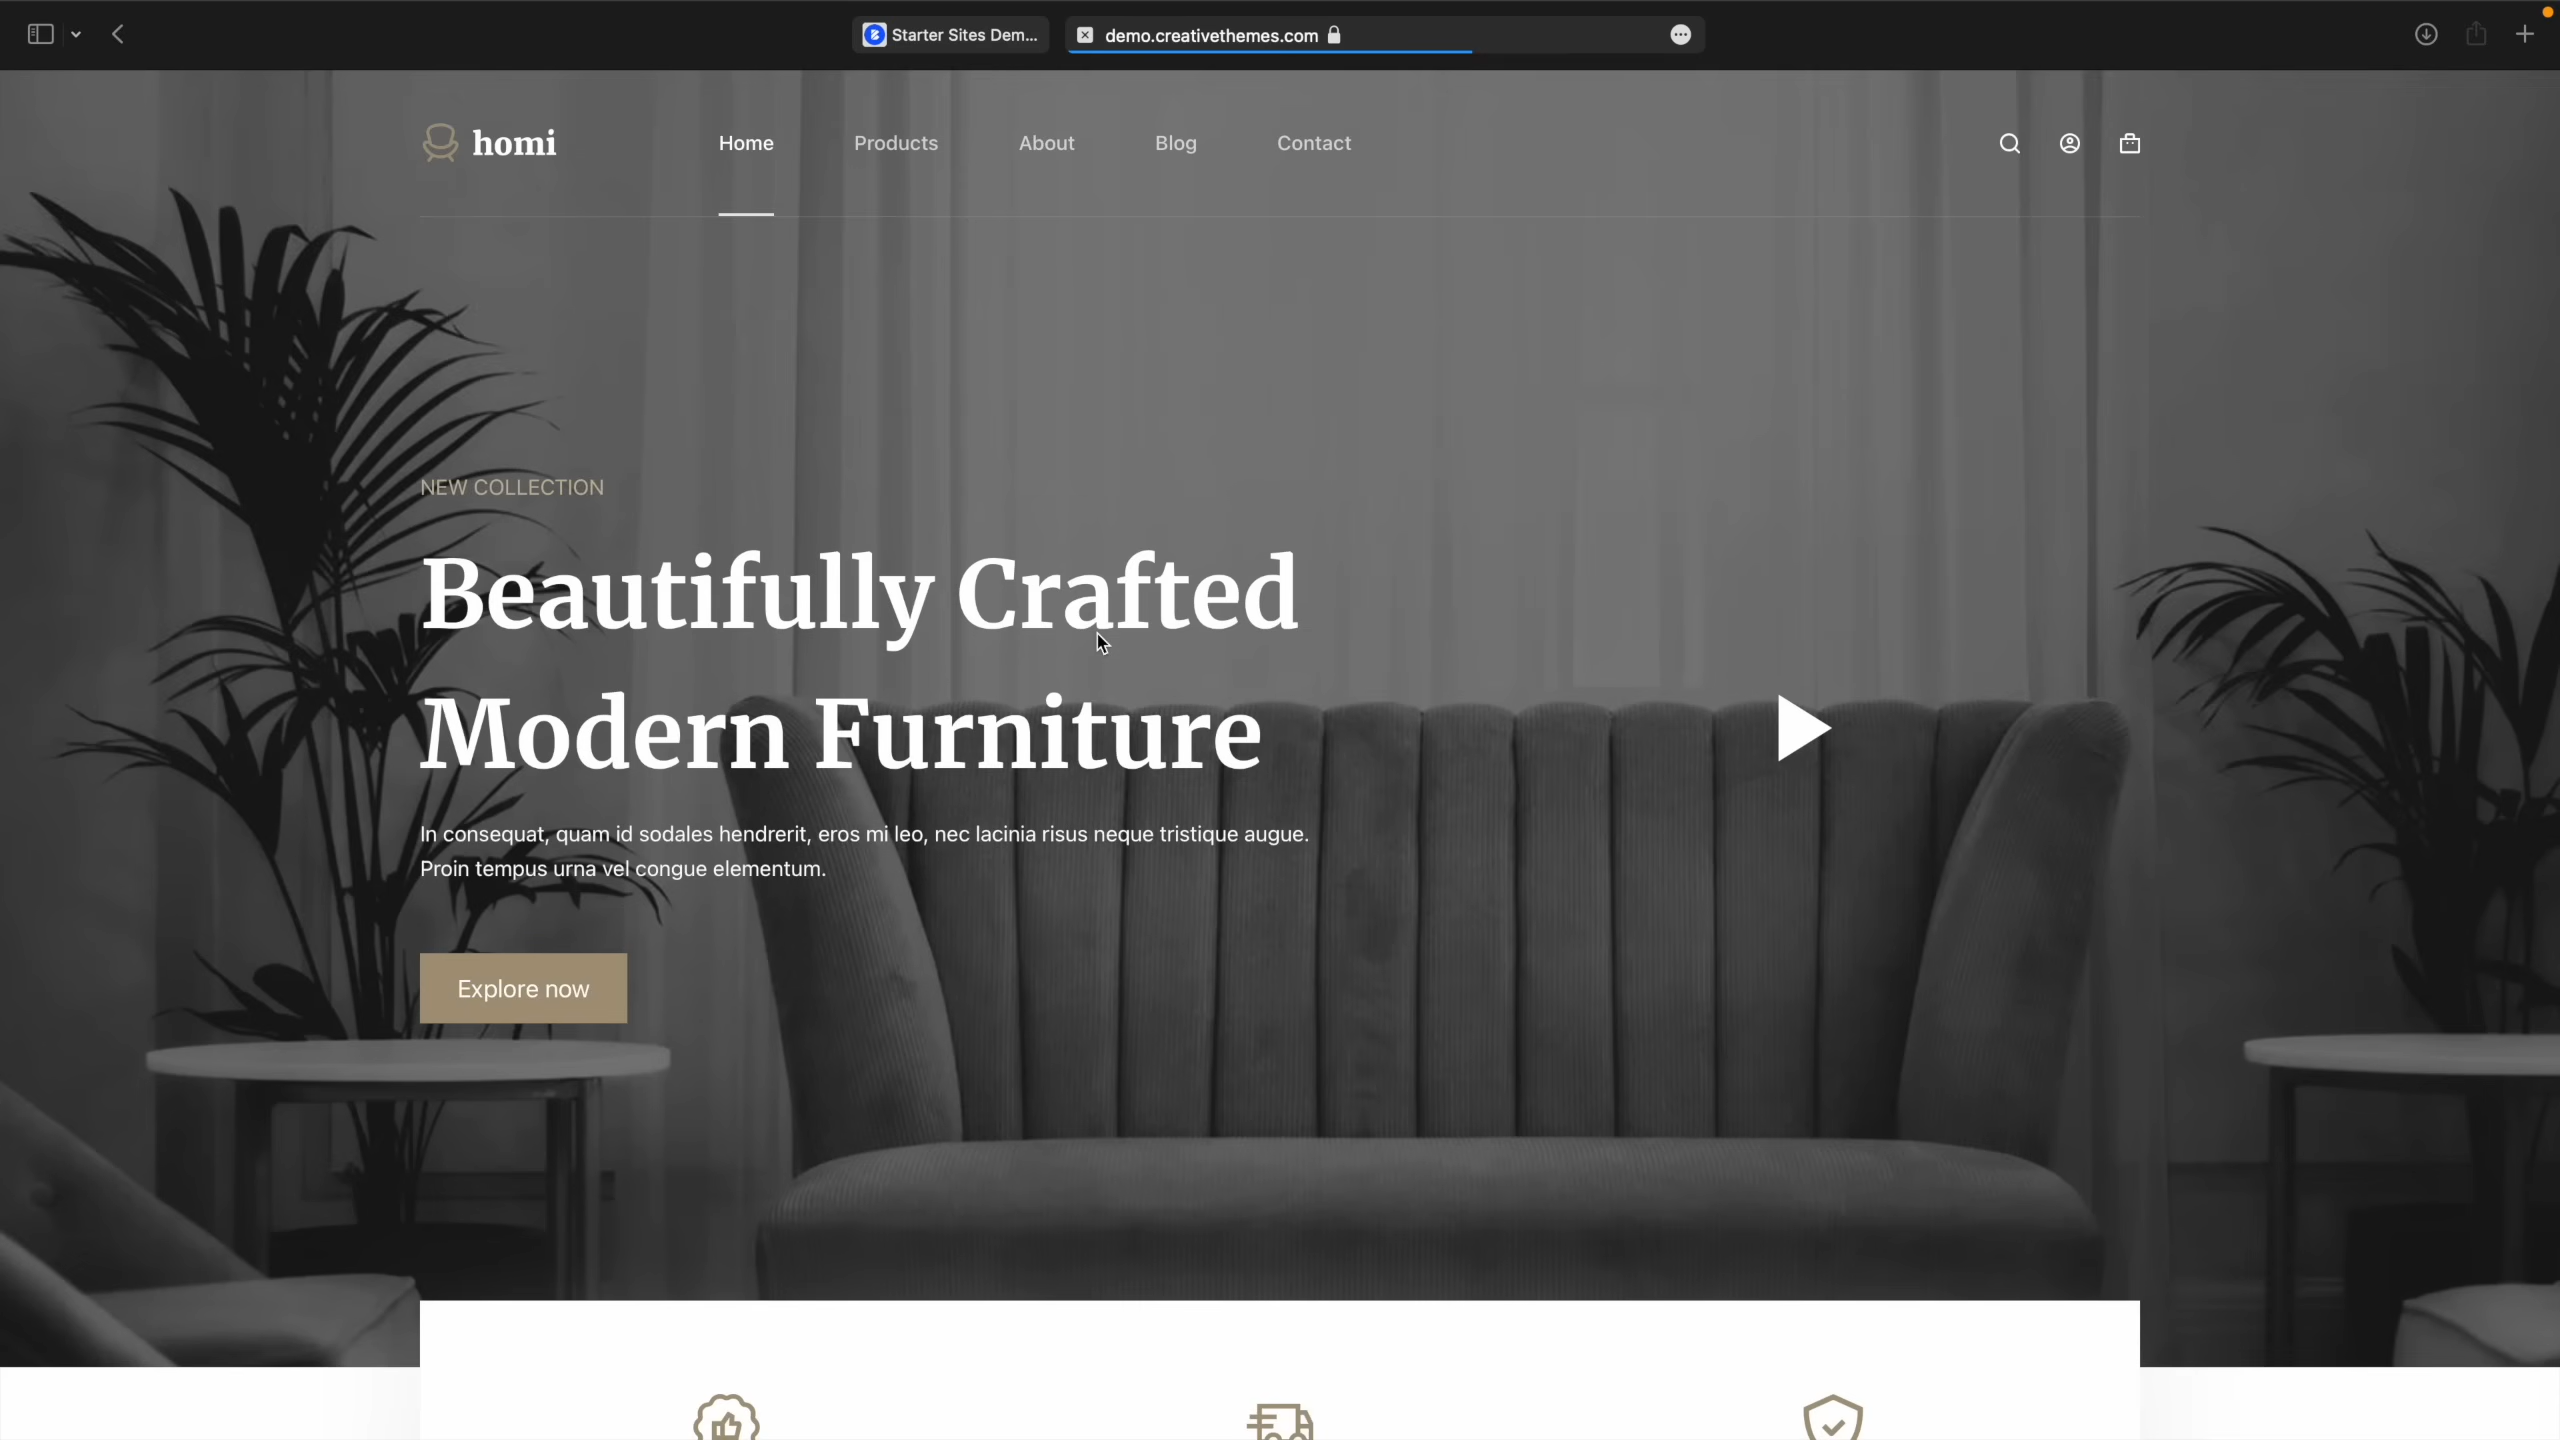 Starter Sites Dem...
demo.creativethemes.com
homi
Home
Products
About
Blog
Contact
NEW COLLECTION
Beautifully Crafted
Modern Furniture
In consequat, quam id sodales hendrerit, eros mi leo, nec lacinia risus neque tristique augue.
Proin tempus urna vel congue elementum.
Explore now